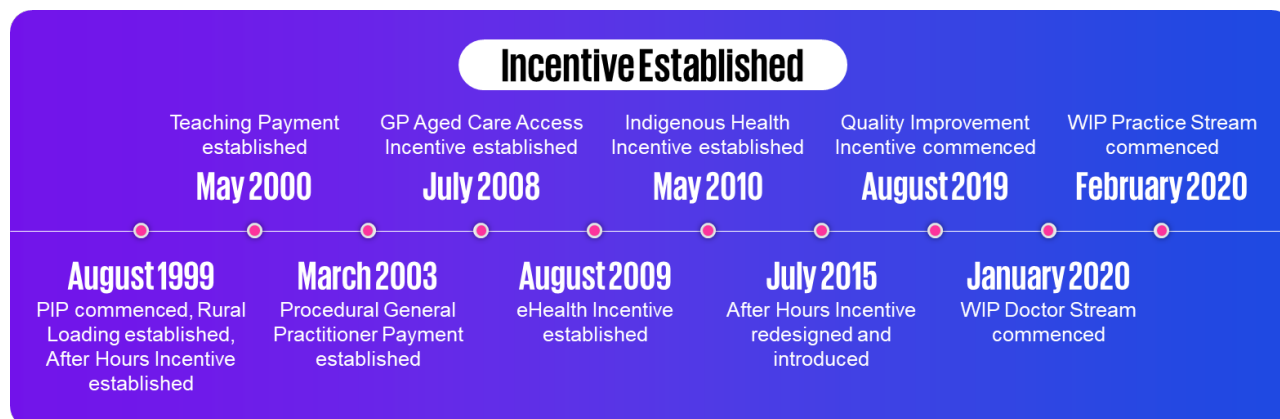 Incentive Established
Teaching Payment
established
May 2000
GP Aged Care Access
Incentive established
July 2008
Indigenous Health
Incentive established
May 2010
Quality Improvement
Incentive commenced
August 2019
WIP Practice Stream
commenced
February 2020
August 1999
PIP commenced, Rural
Loading established,
After Hours Incentive
established
March 2003
Procedural General
Practitioner Payment
established
August 2009
eHealth Incentive
established
July 2015
After Hours Incentive
redesigned and
introduced
January 2020
WIP Doctor Stream
commenced